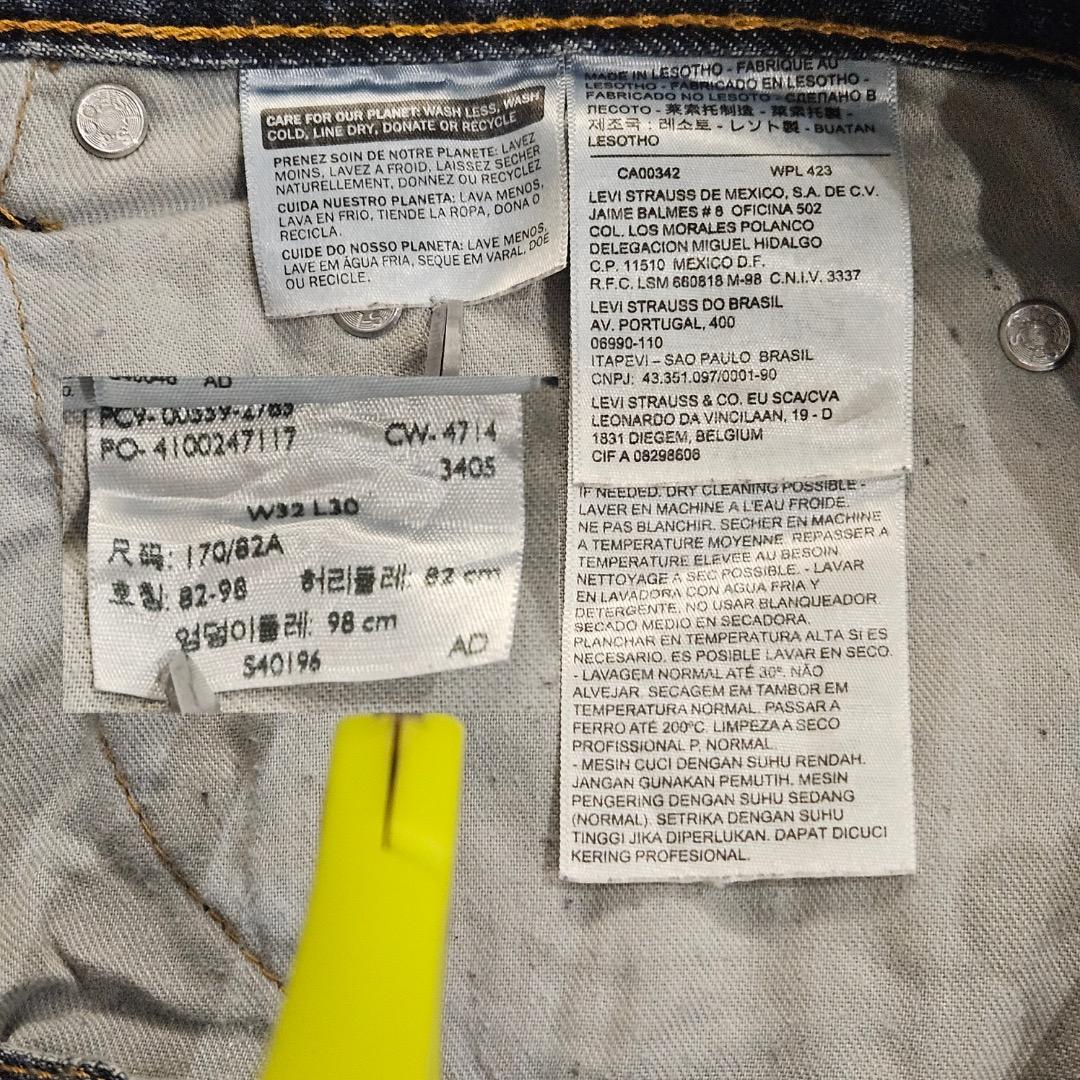 CARE FOR OUR PLANET: WASH LESS, WASH
COLD, LINE DRY, DONATE OR RECYCLE
PRENEZ SOIN DE NOTRE PLANETE: LAVEZ
MOINS, LAVEZ A FROID, LAISSEZ SECHER
NATURELLEMENT, DONNEZ OU RECYCLEZ
CUIDA NUESTRO PLANETA: LAVA MENOS,
LAVA EN FRIO, TIENDE LA ROPA, DONA O
RECICLA.
CUIDE DO NOSSO PLANETA: LAVE MENOS,
LAVE EM ÁGUA FRIA, SEQUE EM VARAL, DOE
OU RECICLE.
AD
PC9- 00559-2783
PO- 4100247117 CW- 4714
3405
W32 L30
尺码: 170/82A
호칭: 82-98 허리둘레: 82 cm
엉덩이둘레: 98 cm
S40196 AD
MADE IN LESOTHO - FABRIQUE AU
LESOTHO - FABRICADO EN LESOTHO -
FABRICADO NO LESOTO - СДЕЛАНО В
ЛЕСОТО - 莱索托制造 - 萊索托製 -
제조국 : 레소토 - レソト製 - BUATAN
LESOTHO
CA00342 WPL 423
LEVI STRAUSS DE MEXICO, S.A. DE C.V.
JAIME BALMES # 8 OFICINA 502
COL. LOS MORALES POLANCO
DELEGACION MIGUEL HIDALGO
C.P. 11510 MEXICO D.F.
R.F.C. LSM 660818 M-98 C.N.I.V. 3337
LEVI STRAUSS DO BRASIL
AV. PORTUGAL, 400
06990-110
ITAPEVI – SAO PAULO BRASIL
CNPJ: 43.351.097/0001-90
LEVI STRAUSS & CO. EU SCA/CVA
LEONARDO DA VINCILAAN, 19 - D
1831 DIEGEM, BELGIUM
CIF A 08298608
IF NEEDED. DRY CLEANING POSSIBLE -
LAVER EN MACHINE A L'EAU FROIDE.
NE PAS BLANCHIR. SECHER EN MACHINE
A TEMPERATURE MOYENNE. REPASSER A
TEMPERATURE ELEVEE AU BESOIN.
NETTOYAGE A SEC POSSIBLE. - LAVAR
EN LAVADORA CON AGUA FRIA Y
DETERGENTE. NO USAR BLANQUEADOR.
SECADO MEDIO EN SECADORA.
PLANCHAR EN TEMPERATURA ALTA SI ES
NECESARIO. ES POSIBLE LAVAR EN SECO.
- LAVAGEM NORMAL ATÉ 30º. NÃO
ALVEJAR. SECAGEM EM TAMBOR EM
TEMPERATURA NORMAL. PASSAR A
FERRO ATÉ 200ºC. LIMPEZA A SECO
PROFISSIONAL P, NORMAL.
- MESIN CUCI DENGAN SUHU RENDAH.
JANGAN GUNAKAN PEMUTIH. MESIN
PENGERING DENGAN SUHU SEDANG
(NORMAL). SETRIKA DENGAN SUHU
TINGGI JIKA DIPERLUKAN. DAPAT DICUCI
KERING PROFESIONAL.